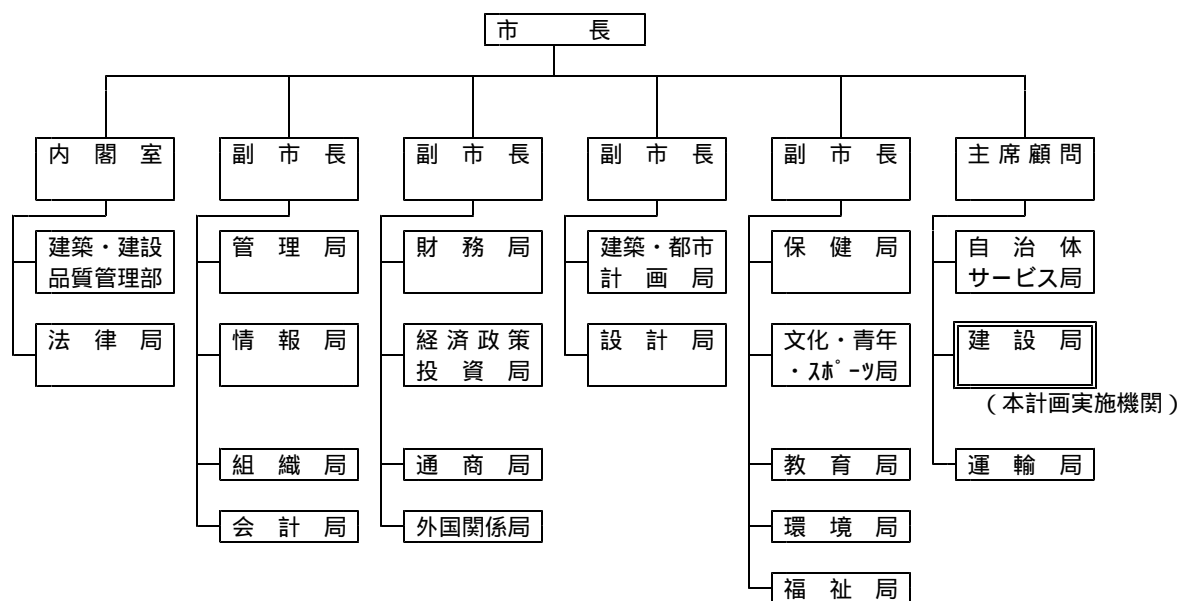 市長
内閣室 副市長 副市長 副市長 副市長 主席顧問
建築・建設 管理局 財務局 建築・都市 保健局 自治体
品質管理部 計画局 サービス局
法律局 情報局 経済政策 設計局 文化・青年 建設局
投資局 ・スポーツ局
(本計画実施機関)
組織局 通商局 教育局 運輸局
会計局 外国関係局 環境局
福祉局